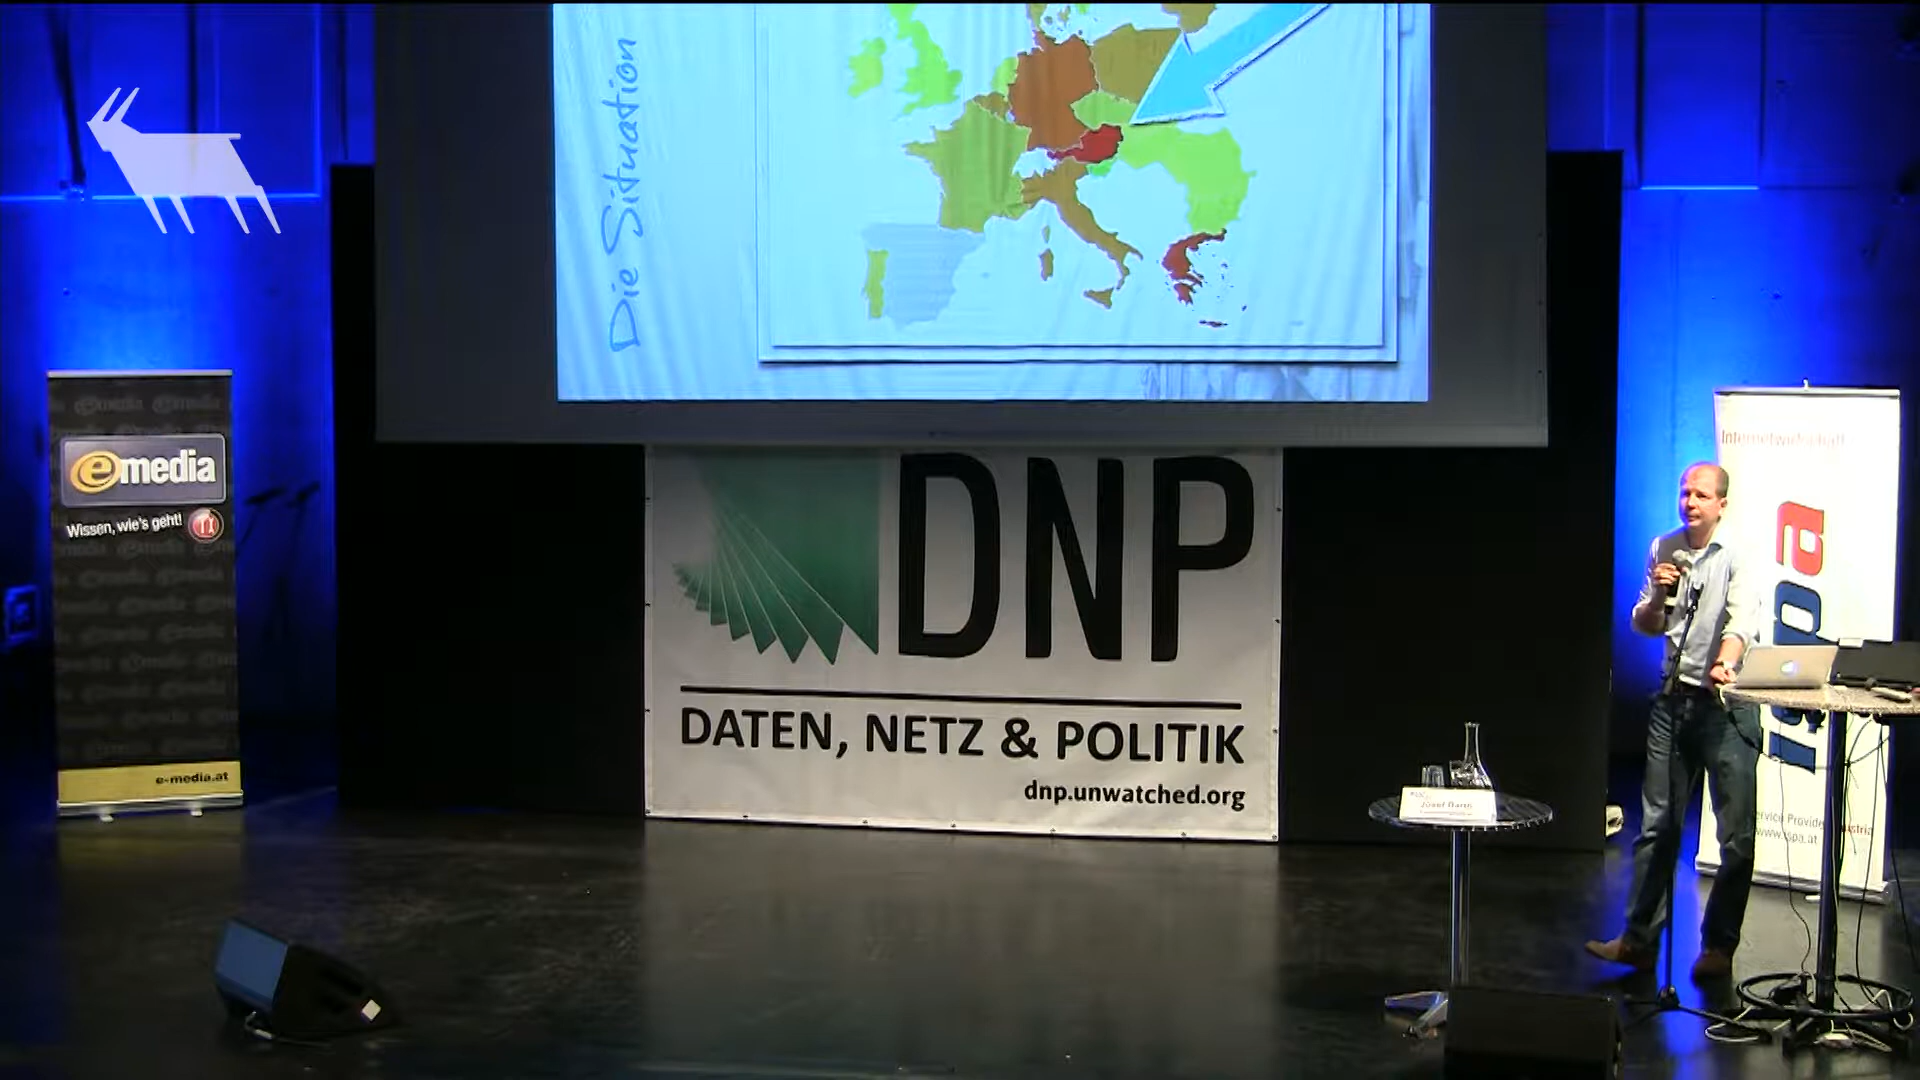 Die Situation
emedia
Wissen, wie's geht!
e-media.at
DNP
DATEN, NETZ & POLITIK
dnp.unwatched.org
Internetwirtschaft
ispa
www.ispa.at